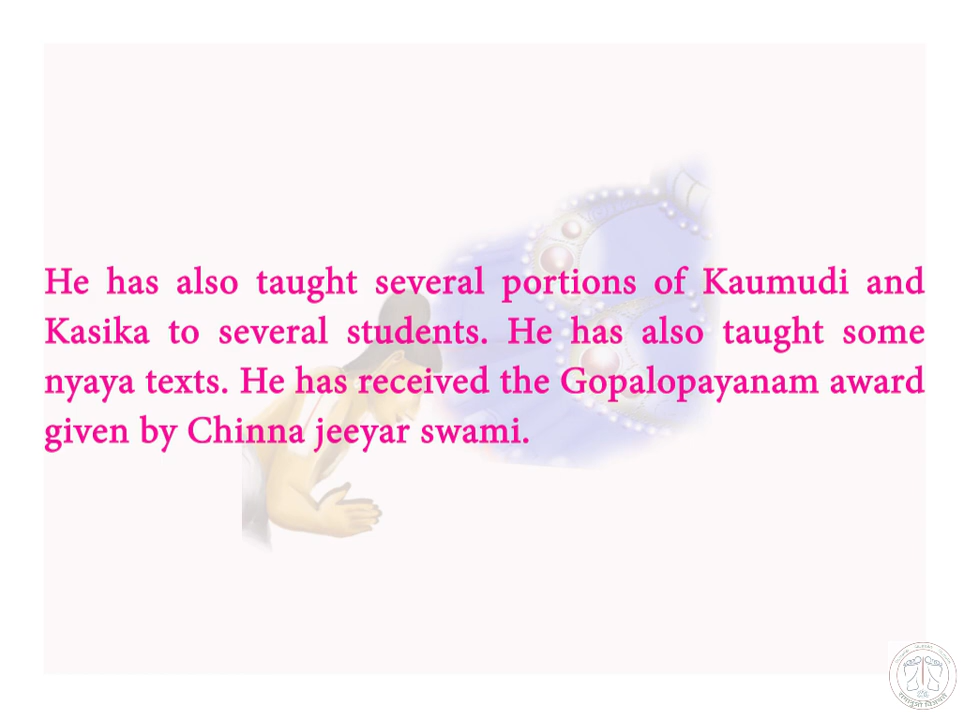 He has also taught several portions of Kaumudi and
Kasika to several students. He has also taught some
nyaya texts. He has received the Gopalopayanam award
given by Chinna jeeyar swami.